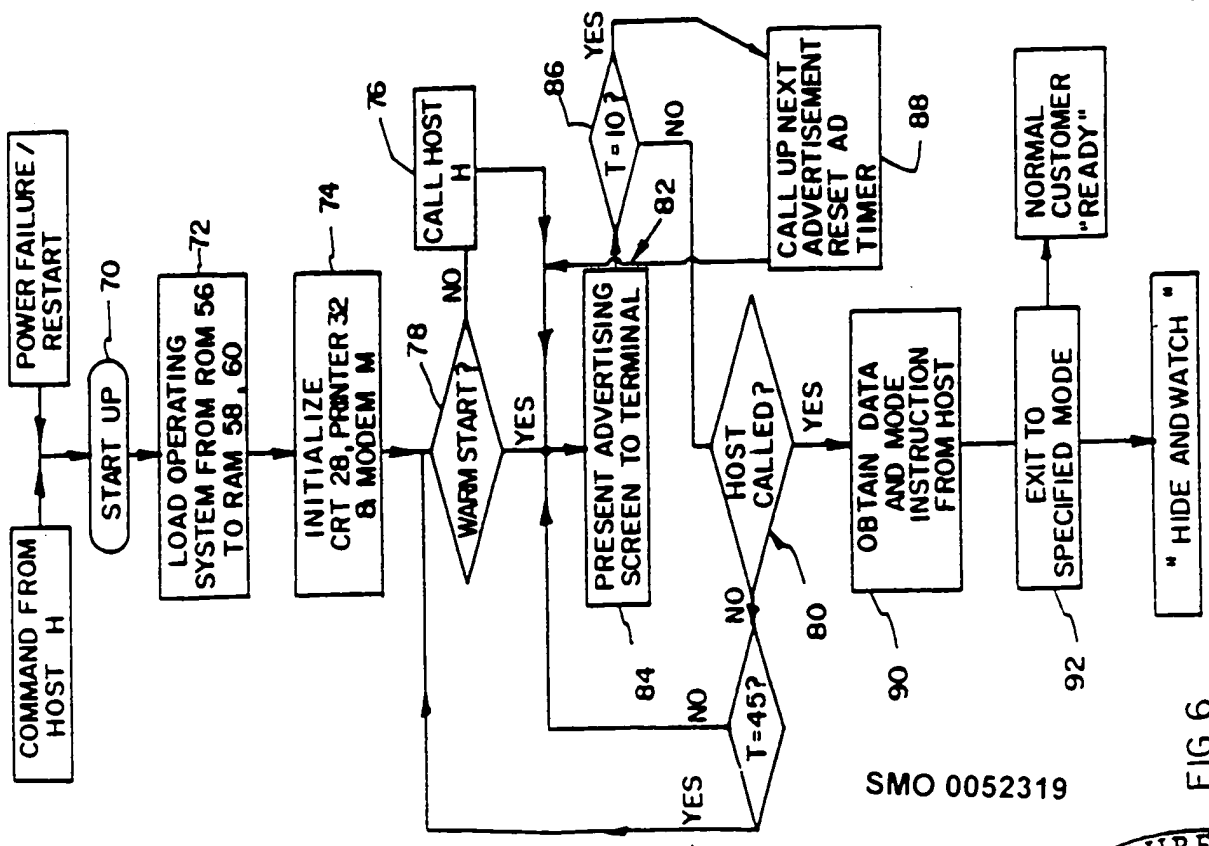 COMMAND FROM
HOST H
POWER FAILURE /
RESTART
START UP
70
LOAD OPERATING
SYSTEM FROM ROM 56
TO RAM 58, 60
72
INITIALIZE
CRT 28, PRINTER 32
& MODEM M
74
WARM START?
78
NO
YES
CALL HOST
H
76
PRESENT ADVERTISING
SCREEN TO TERMINAL
84
82
T=10?
86
YES
NO
CALL UP NEXT
ADVERTISEMENT
RESET AD
TIMER
88
HOST
CALLED?
80
NO
YES
T=45?
NO
YES
OBTAIN DATA
AND MODE
INSTRUCTION
FROM HOST
90
EXIT TO
SPECIFIED MODE
92
NORMAL
CUSTOMER
"READY"
"HIDE ANDWATCH"
SMO 0052319
FIG 6